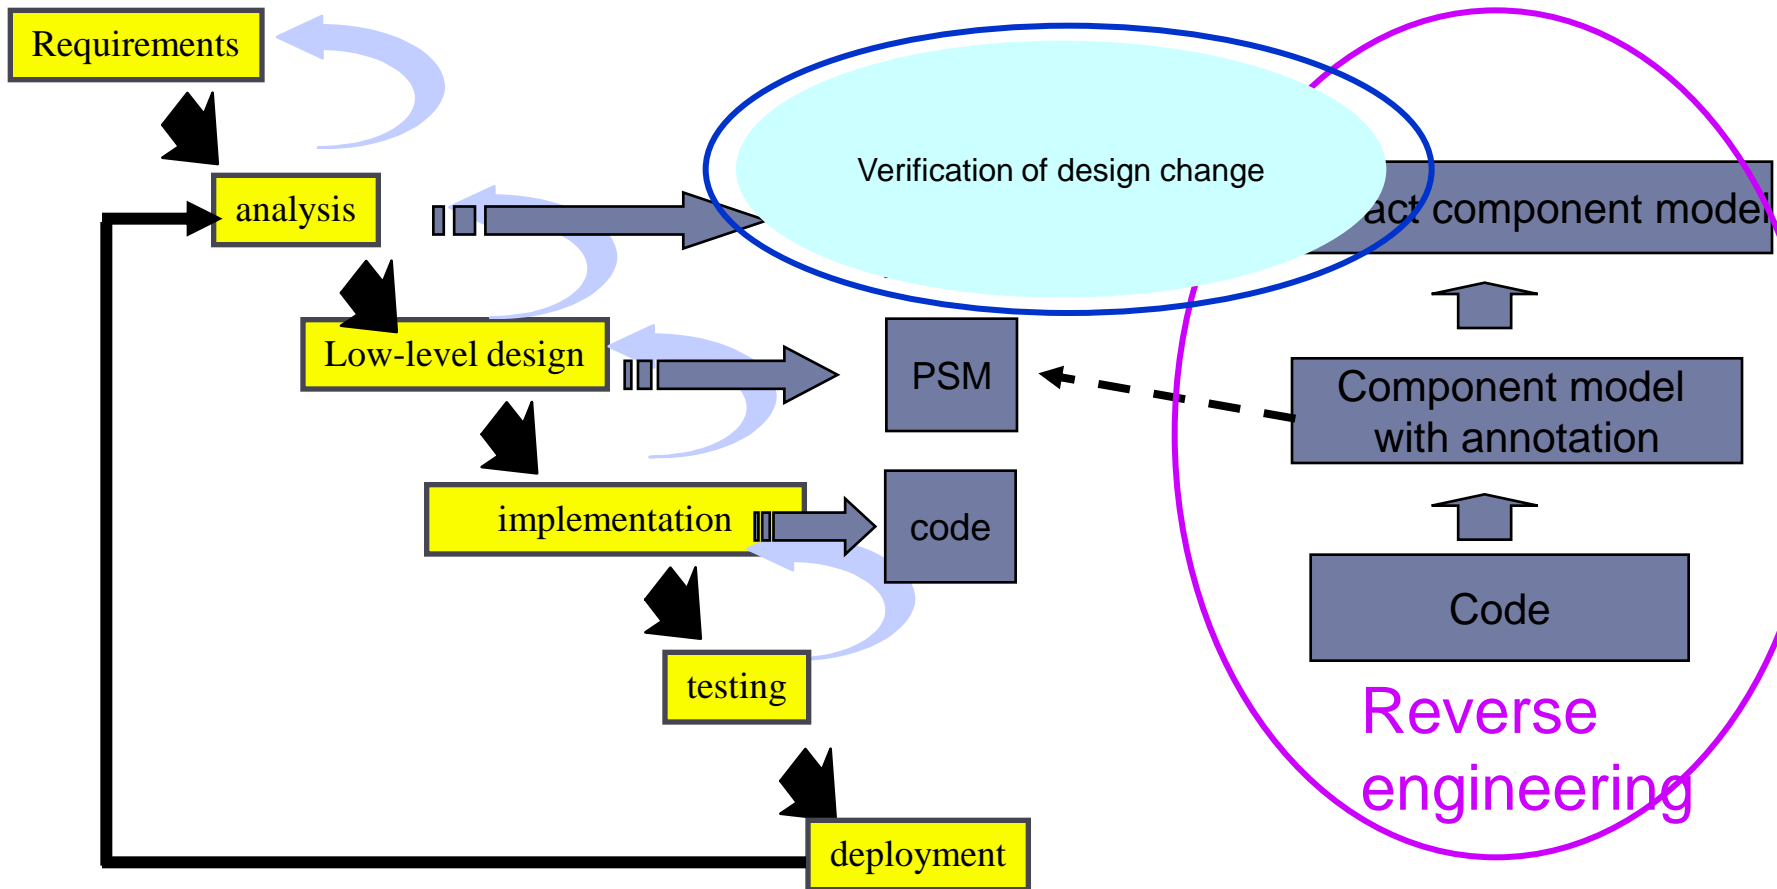 Requirements
analysis
Low-level design
implementation
testing
deployment
Verification of design change
act component model
PSM
code
Component model
with annotation
Code
Reverse
engineering